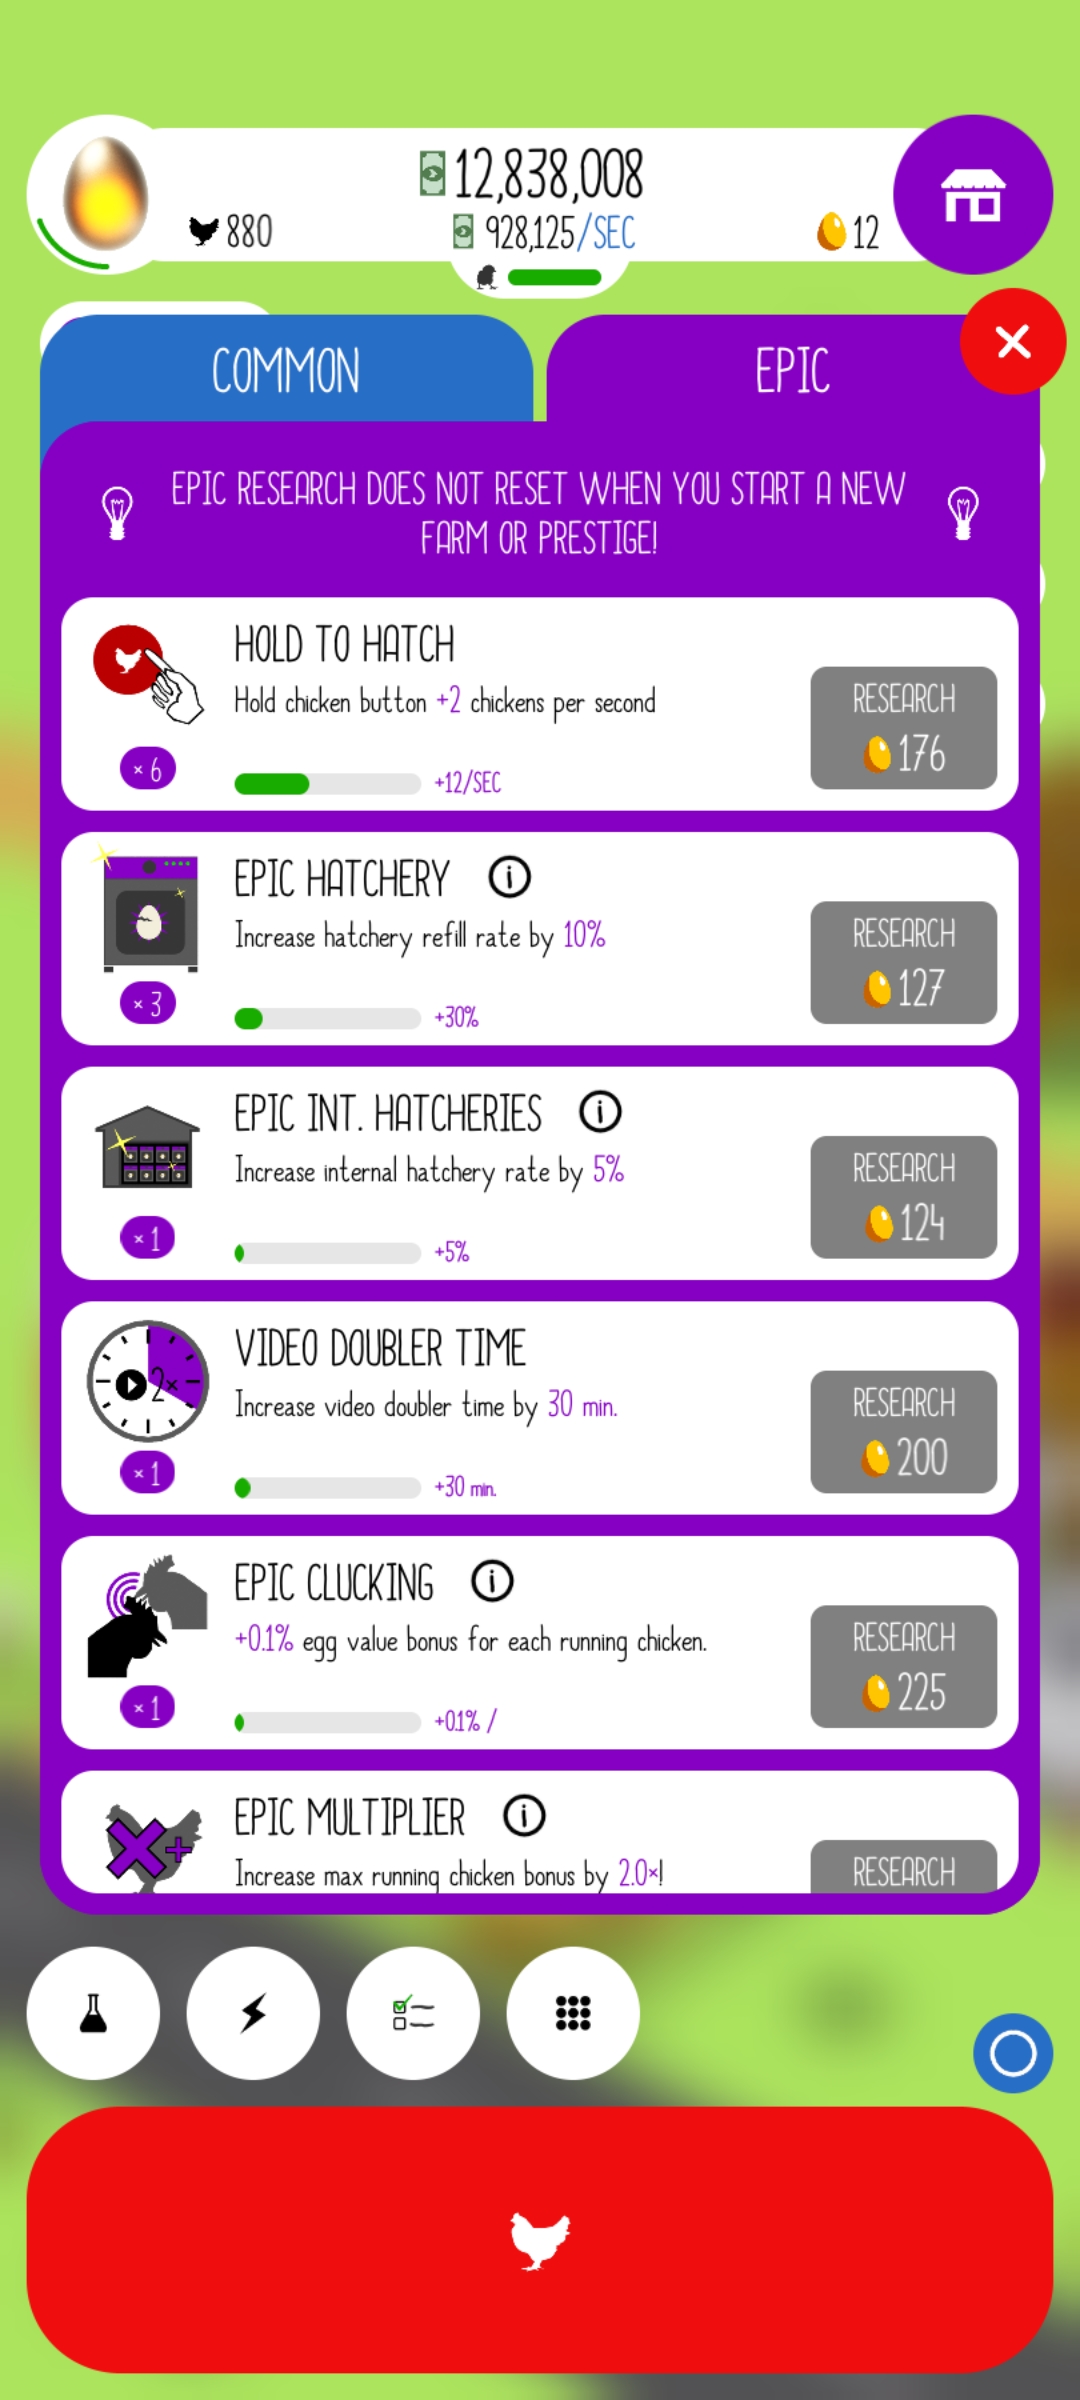 12,838,008
880
928,125/SEC
12
COMMON
EPIC
EPIC RESEARCH DOES NOT RESET WHEN YOU START A NEW
FARM OR PRESTIGE!
HOLD TO HATCH
Hold chicken button +2 chickens per second
RESEARCH
176
× 6
+12/SEC
EPIC HATCHERY
Increase hatchery refill rate by 10%
RESEARCH
127
× 3
+30%
EPIC INT. HATCHERIES
Increase internal hatchery rate by 5%
RESEARCH
124
× 1
+5%
VIDEO DOUBLER TIME
2×
Increase video doubler time by 30 min.
RESEARCH
200
× 1
+30 min.
EPIC CLUCKING
+0.1% egg value bonus for each running chicken.
RESEARCH
225
× 1
+0.1% /
EPIC MULTIPLIER
Increase max running chicken bonus by 2.0×!
RESEARCH